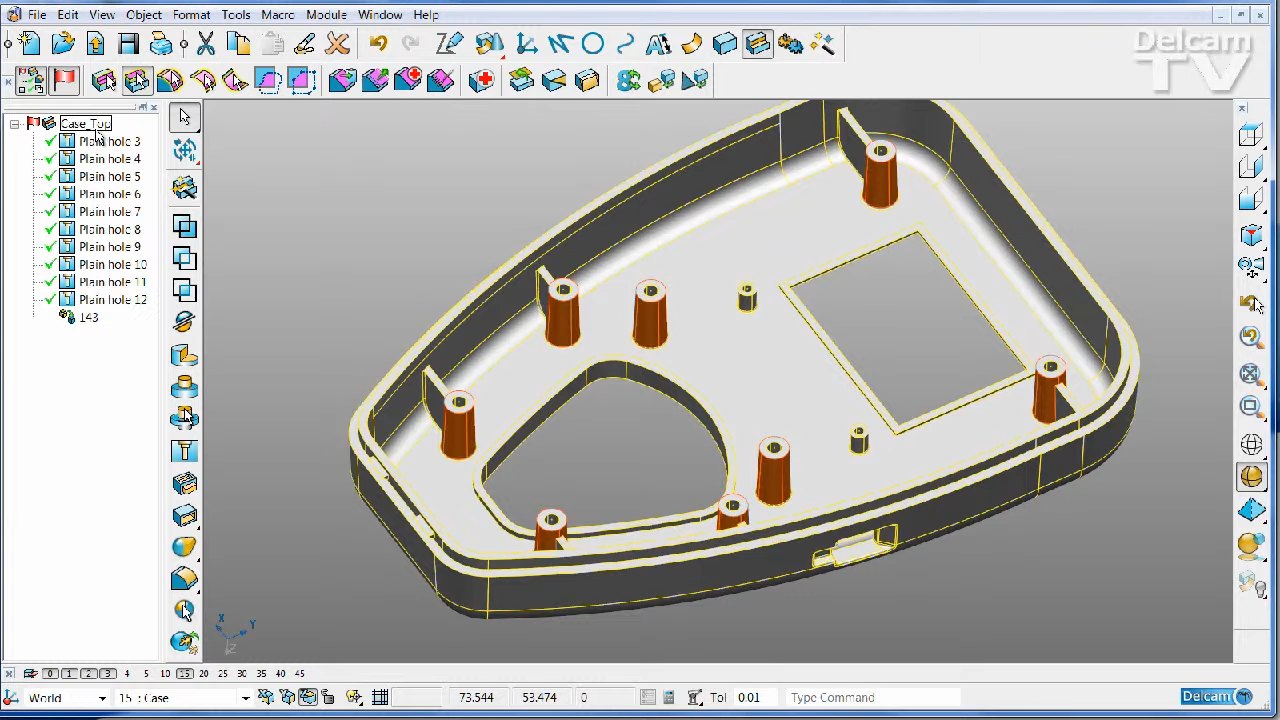 File Edit View Object Format Tools Macro Module Window Help
Delcam
TV
Case_Top
Plain hole 3
Plain hole 4
Plain hole 5
Plain hole 6
Plain hole 7
Plain hole 8
Plain hole 9
Plain hole 10
Plain hole 11
Plain hole 12
143
X Y
Z
0 1 2 3 4 5 10 15 20 25 30 35 40 45
World 15 : Case 73.544 53.474 0 Tol 0.01 Type Command Delcam